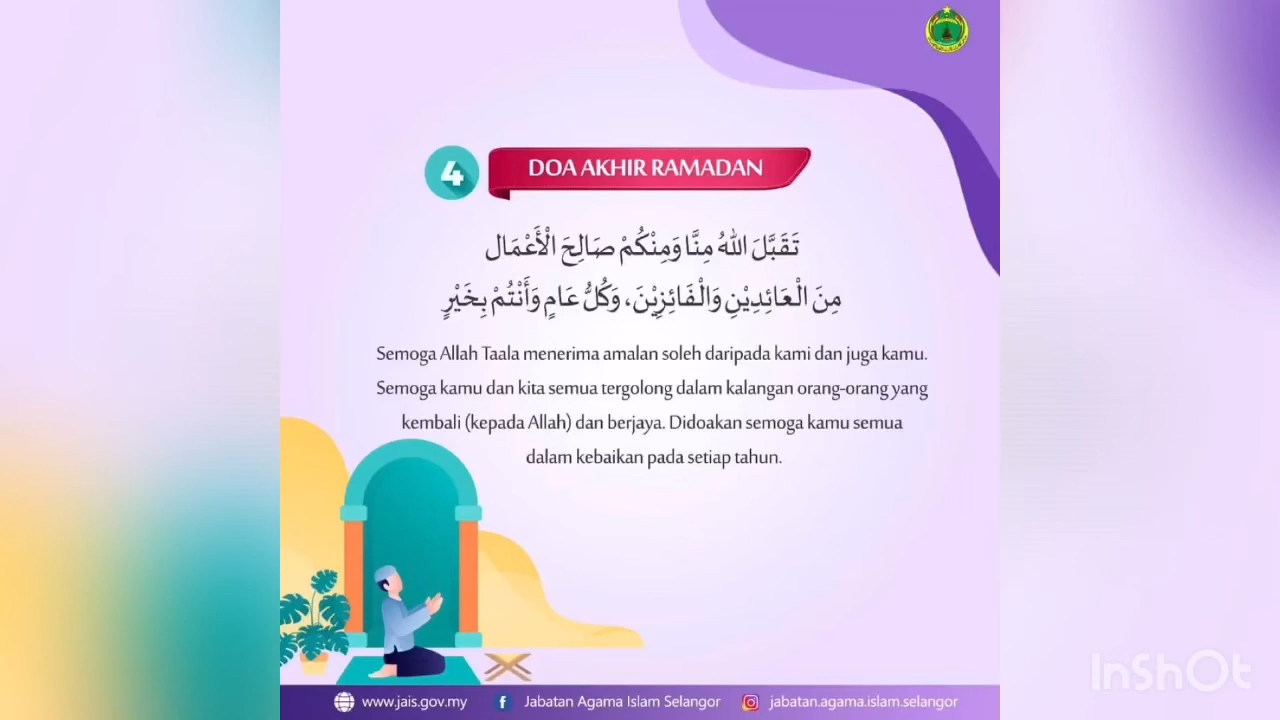 4
DOA AKHIR RAMADAN
تَقَبَّلَ اللهُ مِنَّا وَمِنْكُمْ صَالِحَ الْأَعْمَال
مِنَ الْعَائِدِيْنِ وَالْفَائِزِيْنَ، وَكُلُّ عَامٍ وَأَنْتُمْ بِخَيْرٍ
Semoga Allah Taala menerima amalan soleh daripada kami dan juga kamu.
Semoga kamu dan kita semua tergolong dalam kalangan orang-orang yang
kembali (kepada Allah) dan berjaya. Didoakan semoga kamu semua
dalam kebaikan pada setiap tahun.
www.jais.gov.my
Jabatan Agama Islam Selangor
jabatan.agama.islam.selangor
InShOt